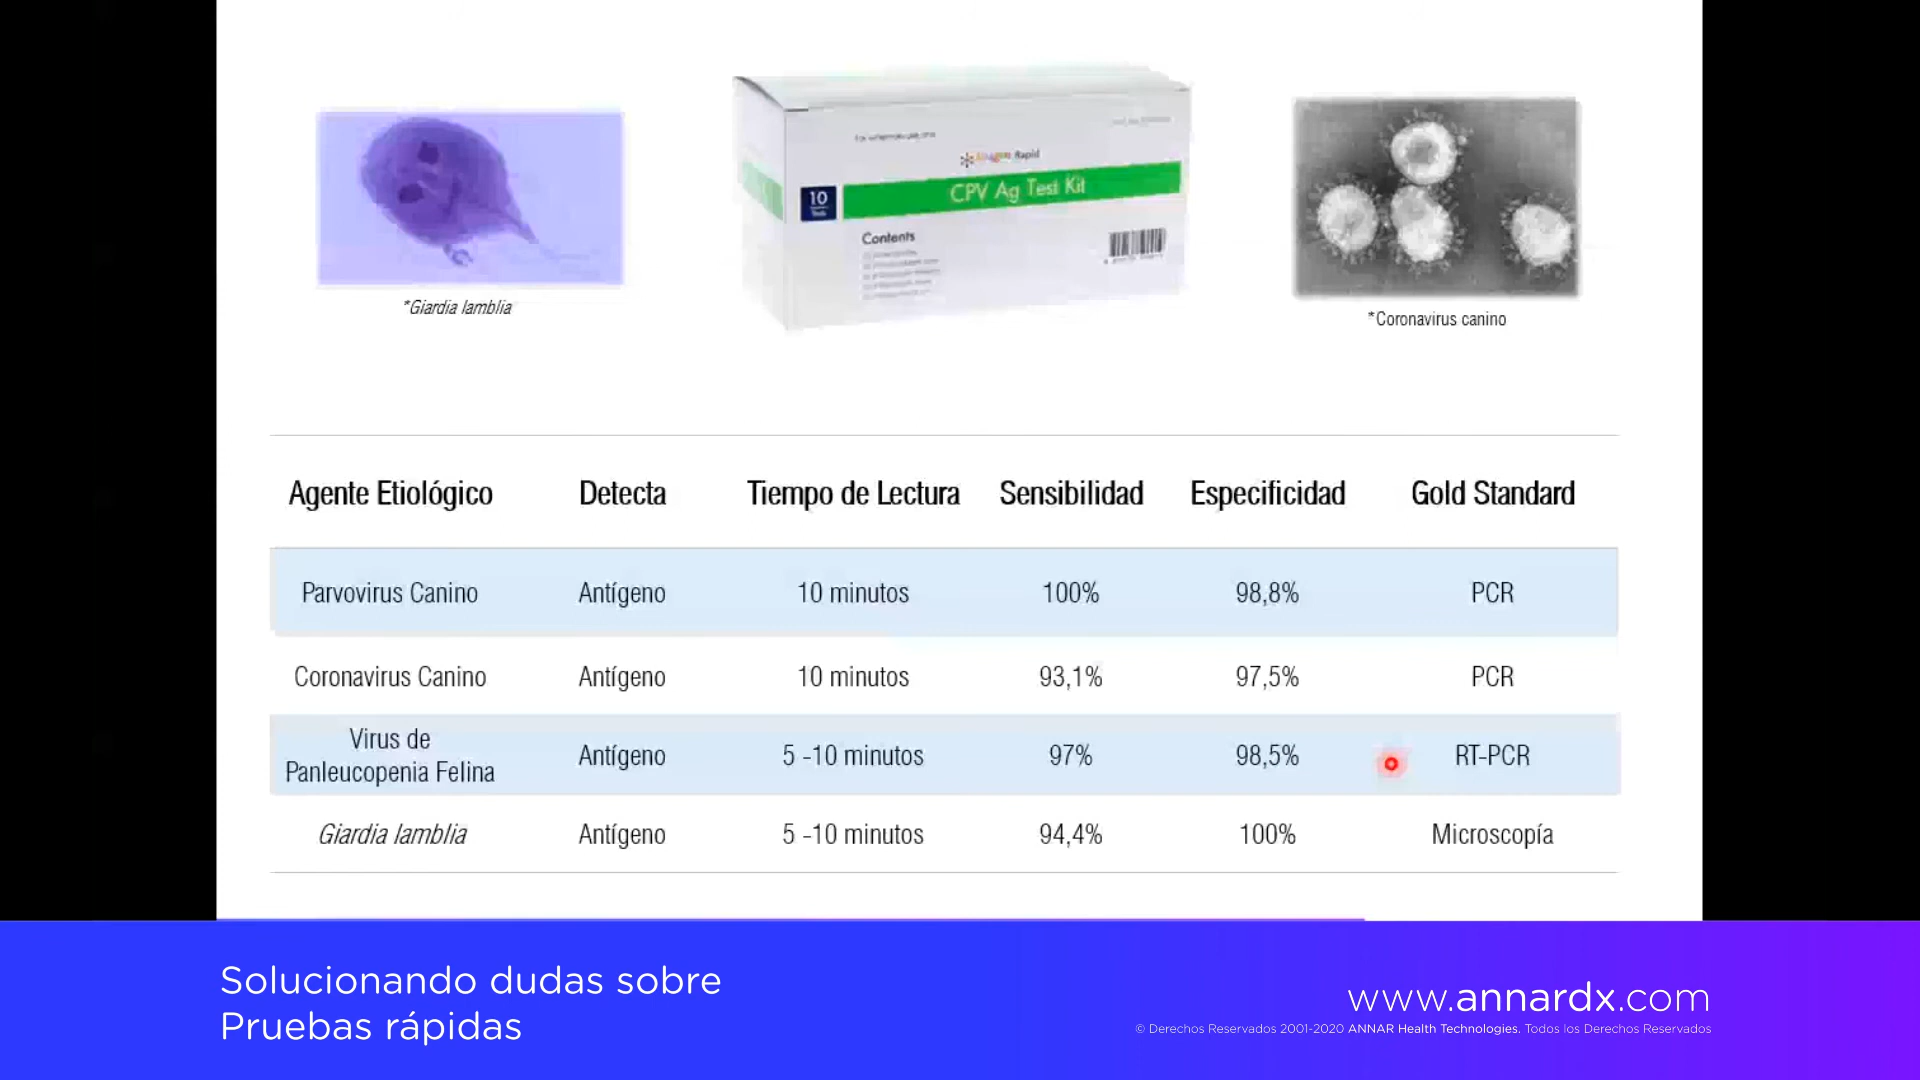 Rapid
10
CPV Ag Test Kit
Contents
*Giardia lamblia
*Coronavirus canino
Agente Etiológico Detecta Tiempo de Lectura Sensibilidad Especificidad Gold Standard
Parvovirus Canino Antígeno 10 minutos 100% 98,8% PCR
Coronavirus Canino Antígeno 10 minutos 93,1% 97,5% PCR
Virus de
Panleucopenia Felina Antígeno 5 -10 minutos 97% 98,5% RT-PCR
Giardia lamblia Antígeno 5 -10 minutos 94,4% 100% Microscopía
Solucionando dudas sobre
Pruebas rápidas
www.annardx.com
© Derechos Reservados 2001-2020 ANNAR Health Technologies. Todos los Derechos Reservados